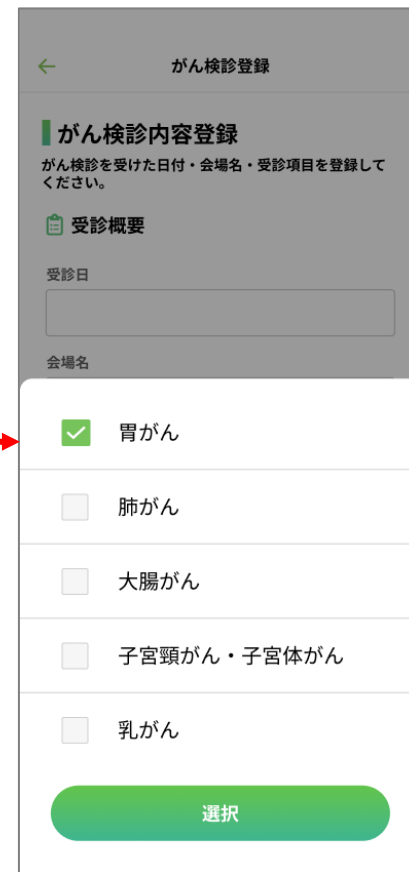 がん検診登録
がん検診内容登録
がん検診を受けた日付・会場名・受診項目を登録して
ください。
受診概要
受診日
会場名
胃がん
肺がん
大腸がん
子宮頸がん・子宮体がん
乳がん
選択